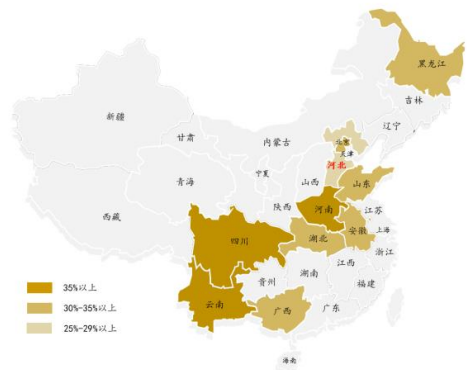 黑龙江
吉林
辽宁
新疆
甘肃
内蒙古
北京
天津
河北
宁夏
山西
山东
青海
陕西
河南
江苏
西藏
四川
湖北
安徽
上海
浙江
江西
湖南
贵州
福建
云南
广西
广东
海南
35%以上
30%-35%以上
25%-29%以上